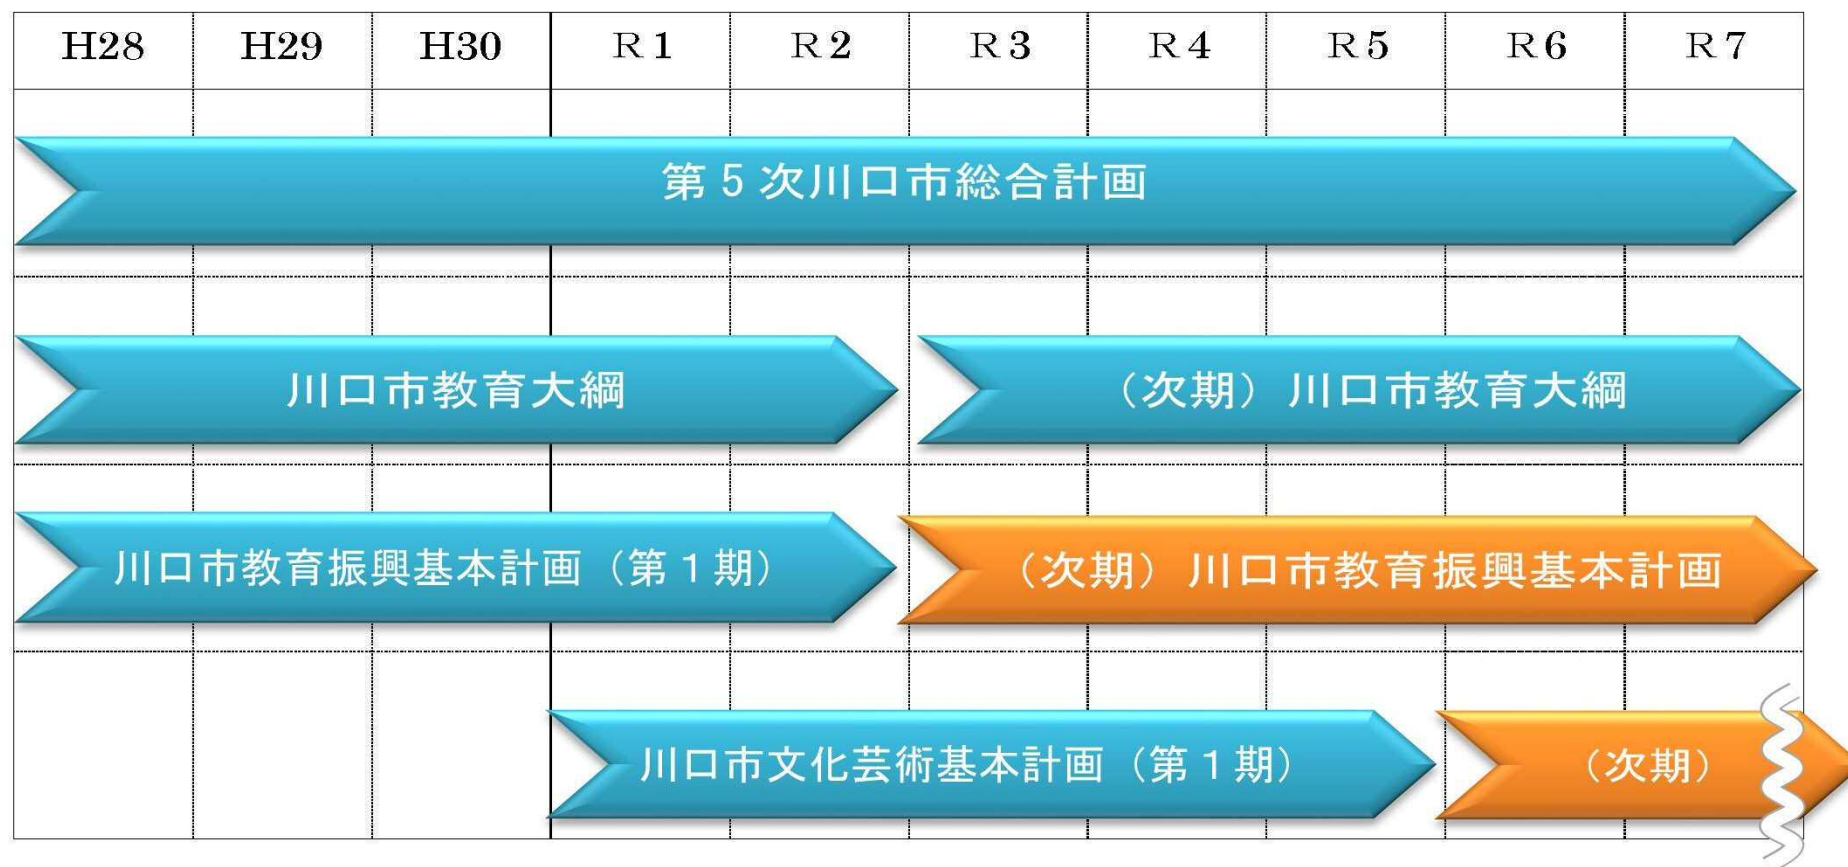 H28 H29 H30 R1 R2 R3 R4 R5 R6 R7
第5次川口市総合計画
川口市教育大綱 （次期）川口市教育大綱
川口市教育振興基本計画（第1期） （次期）川口市教育振興基本計画
川口市文化芸術基本計画（第1期） （次期）